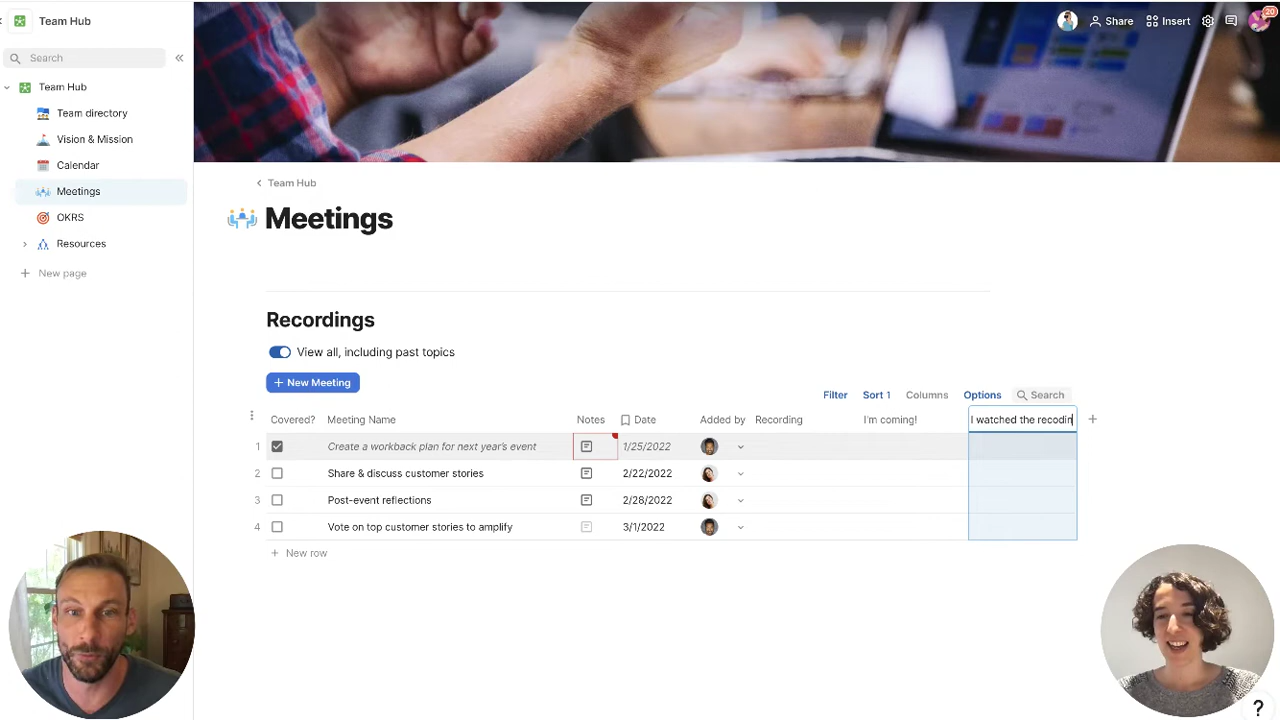 Team Hub
Share
Insert
20
Search
Team Hub
Team directory
Vision & Mission
Calendar
Meetings
OKRS
Resources
New page
Team Hub
Meetings
Recordings
View all, including past topics
+ New Meeting
Filter Sort 1 Columns Options Search
Covered? Meeting Name Notes Date Added by Recording I'm coming! I watched the recodin
1 Create a workback plan for next year's event 1/25/2022
2 Share & discuss customer stories 2/22/2022
3 Post-event reflections 2/28/2022
4 Vote on top customer stories to amplify 3/1/2022
+ New row
?